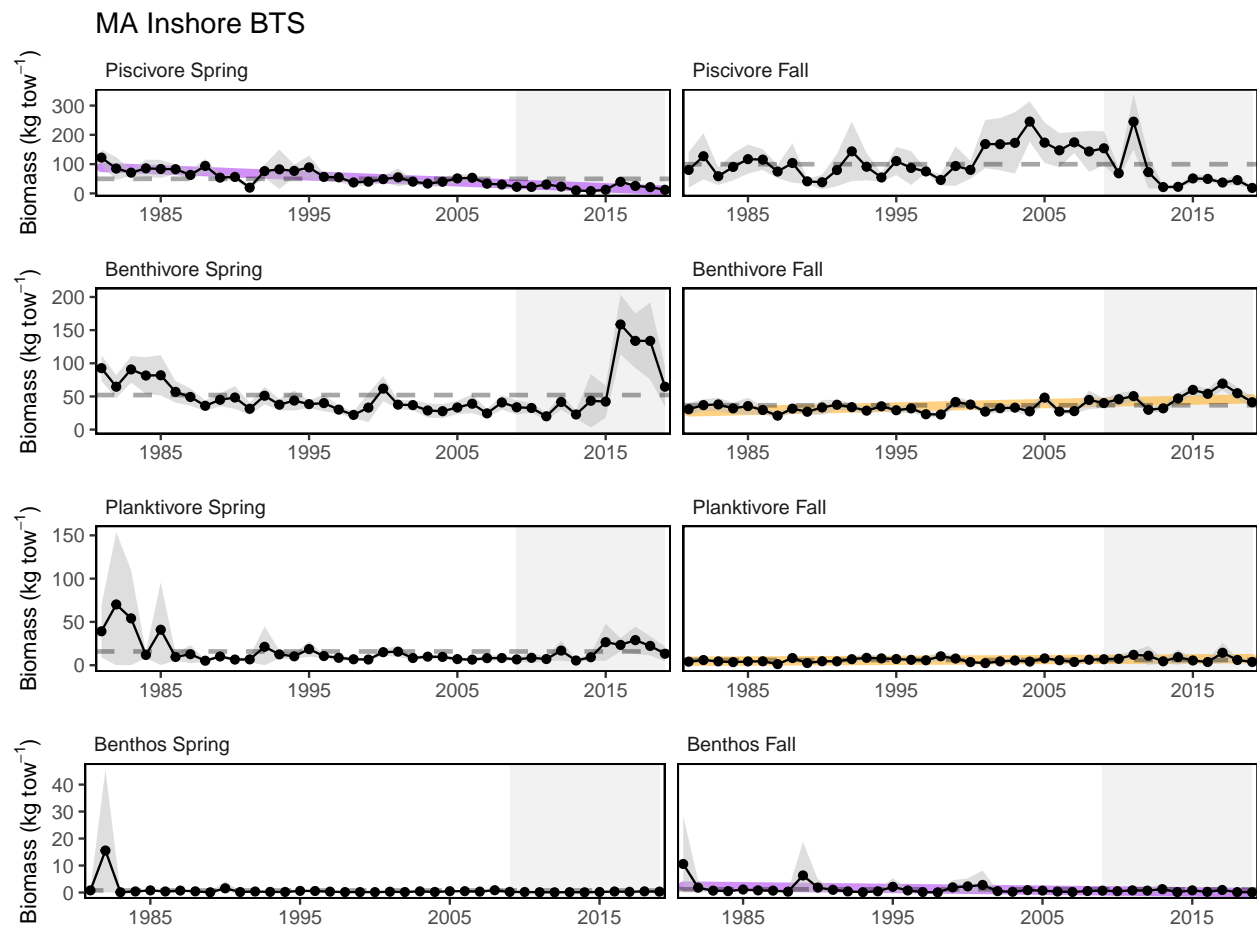 MA Inshore BTS
Piscivore Spring
Piscivore Fall
Biomass (kg tow⁻¹)
300
200
100
0
1985 1995 2005 2015
1985 1995 2005 2015
Benthivore Spring
Benthivore Fall
Biomass (kg tow⁻¹)
200
150
100
50
0
1985 1995 2005 2015
1985 1995 2005 2015
Planktivore Spring
Planktivore Fall
Biomass (kg tow⁻¹)
150
100
50
0
1985 1995 2005 2015
1985 1995 2005 2015
Benthos Spring
Benthos Fall
Biomass (kg tow⁻¹)
40
30
20
10
0
1985 1995 2005 2015
1985 1995 2005 2015